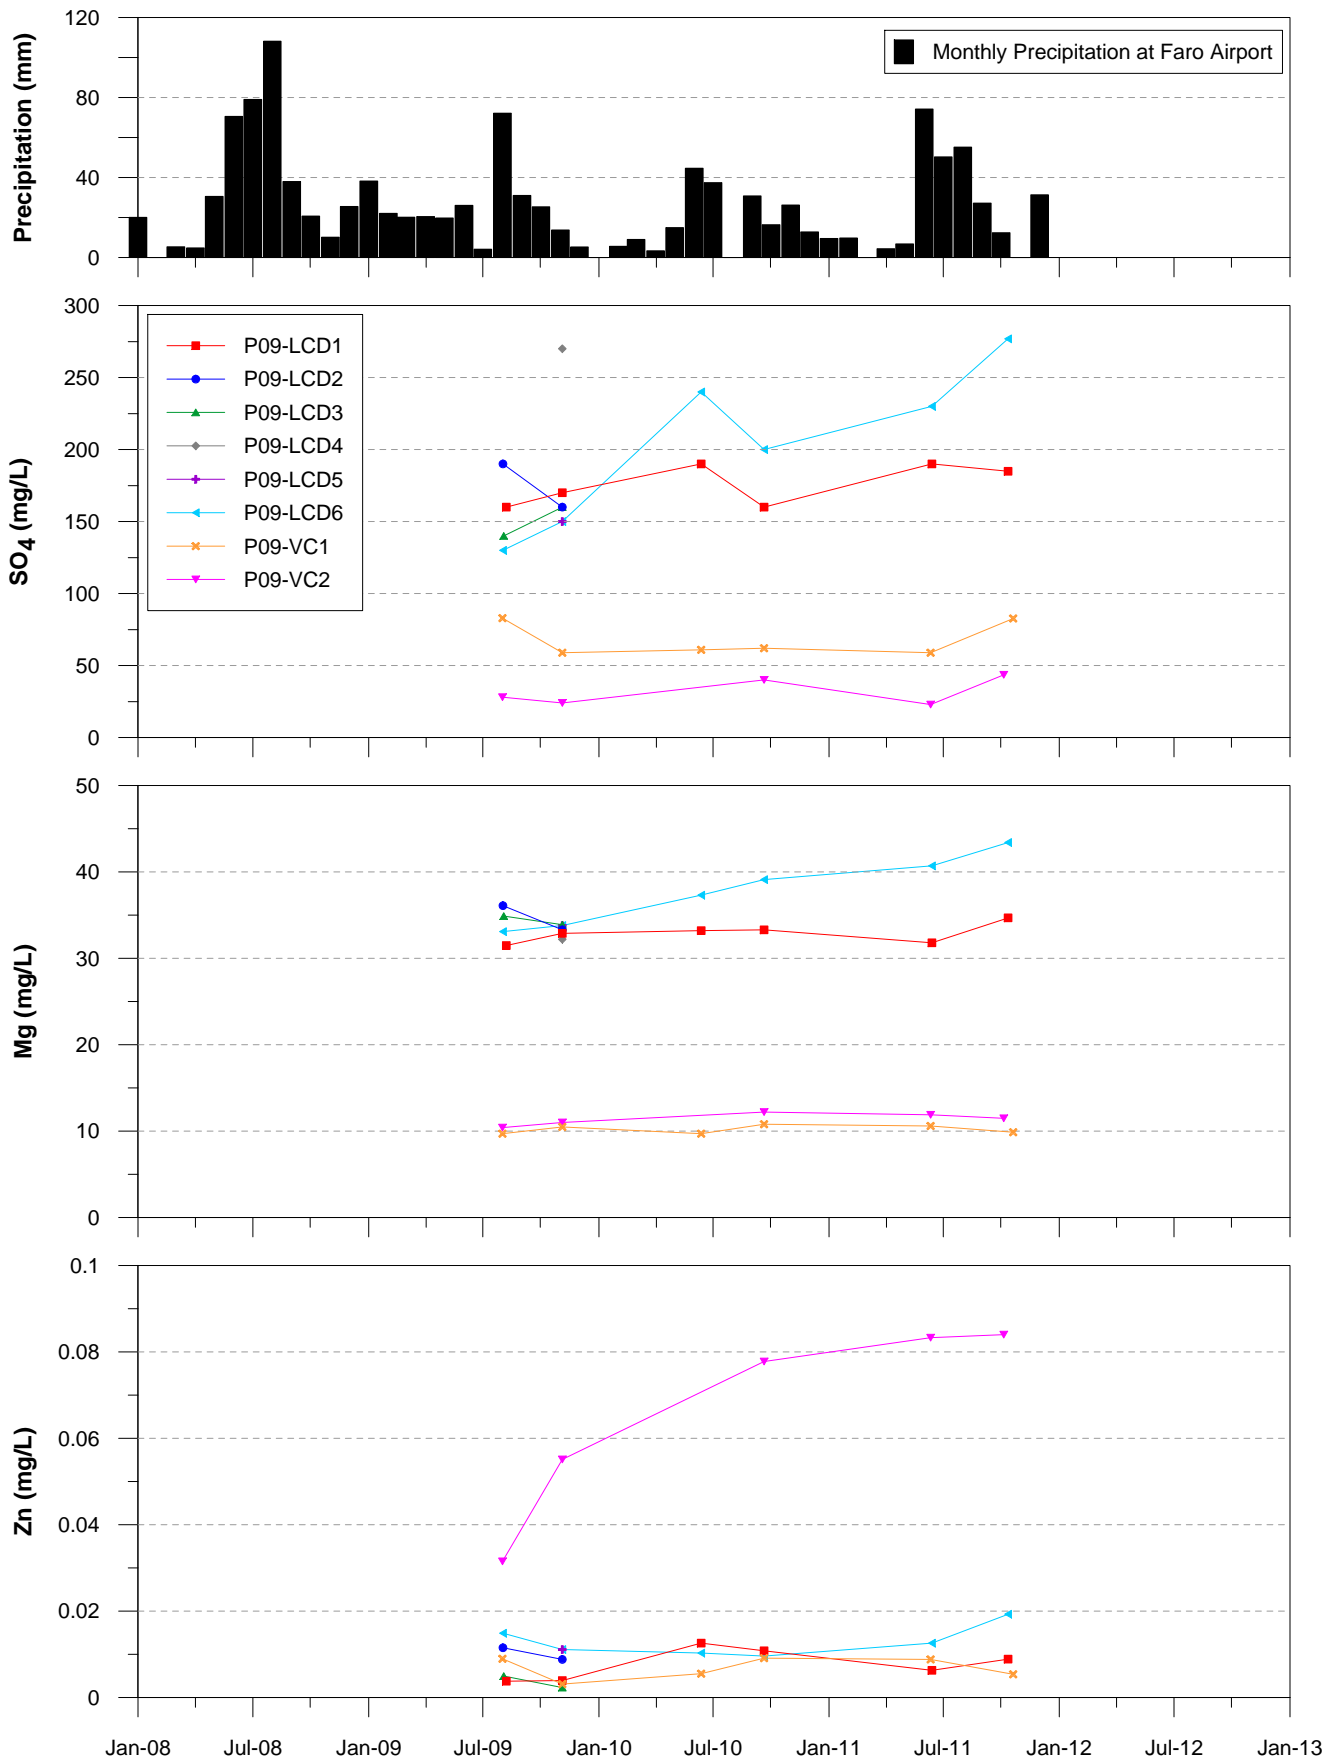 120
80
40
0
Precipitation (mm)
Monthly Precipitation at Faro Airport
300
250
200
150
100
50
0
SO4 (mg/L)
P09-LCD1
P09-LCD2
P09-LCD3
P09-LCD4
P09-LCD5
P09-LCD6
P09-VC1
P09-VC2
50
40
30
20
10
0
Mg (mg/L)
0.1
0.08
0.06
0.04
0.02
0
Zn (mg/L)
Jan-08 Jul-08 Jan-09 Jul-09 Jan-10 Jul-10 Jan-11 Jul-11 Jan-12 Jul-12 Jan-13